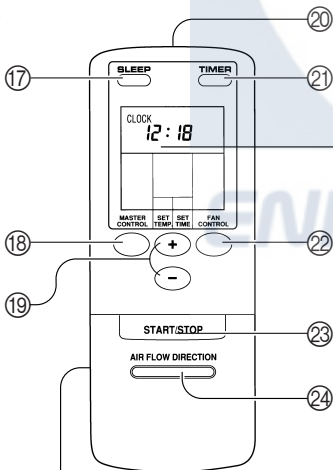 ⑳
SLEEP TIMER
⑰ ㉑
CLOCK
12:18
MASTER CONTROL SET TEMP. SET TIME FAN CONTROL
⑱ + ㉒
⑲ −
START/STOP ㉓
AIR FLOW DIRECTION
㉔